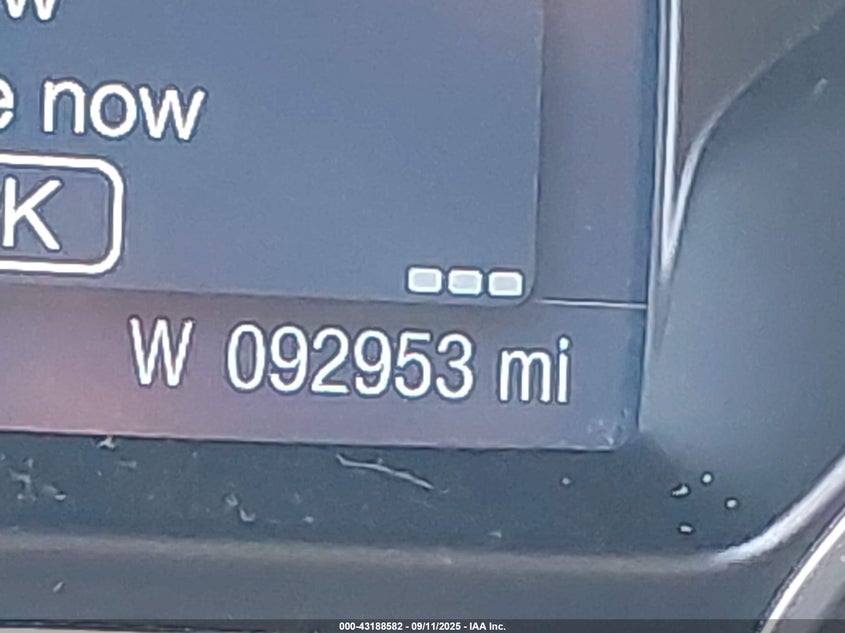 now
K
W 092953 mi
000-43188582 - 09/11/2025 - IAA Inc.